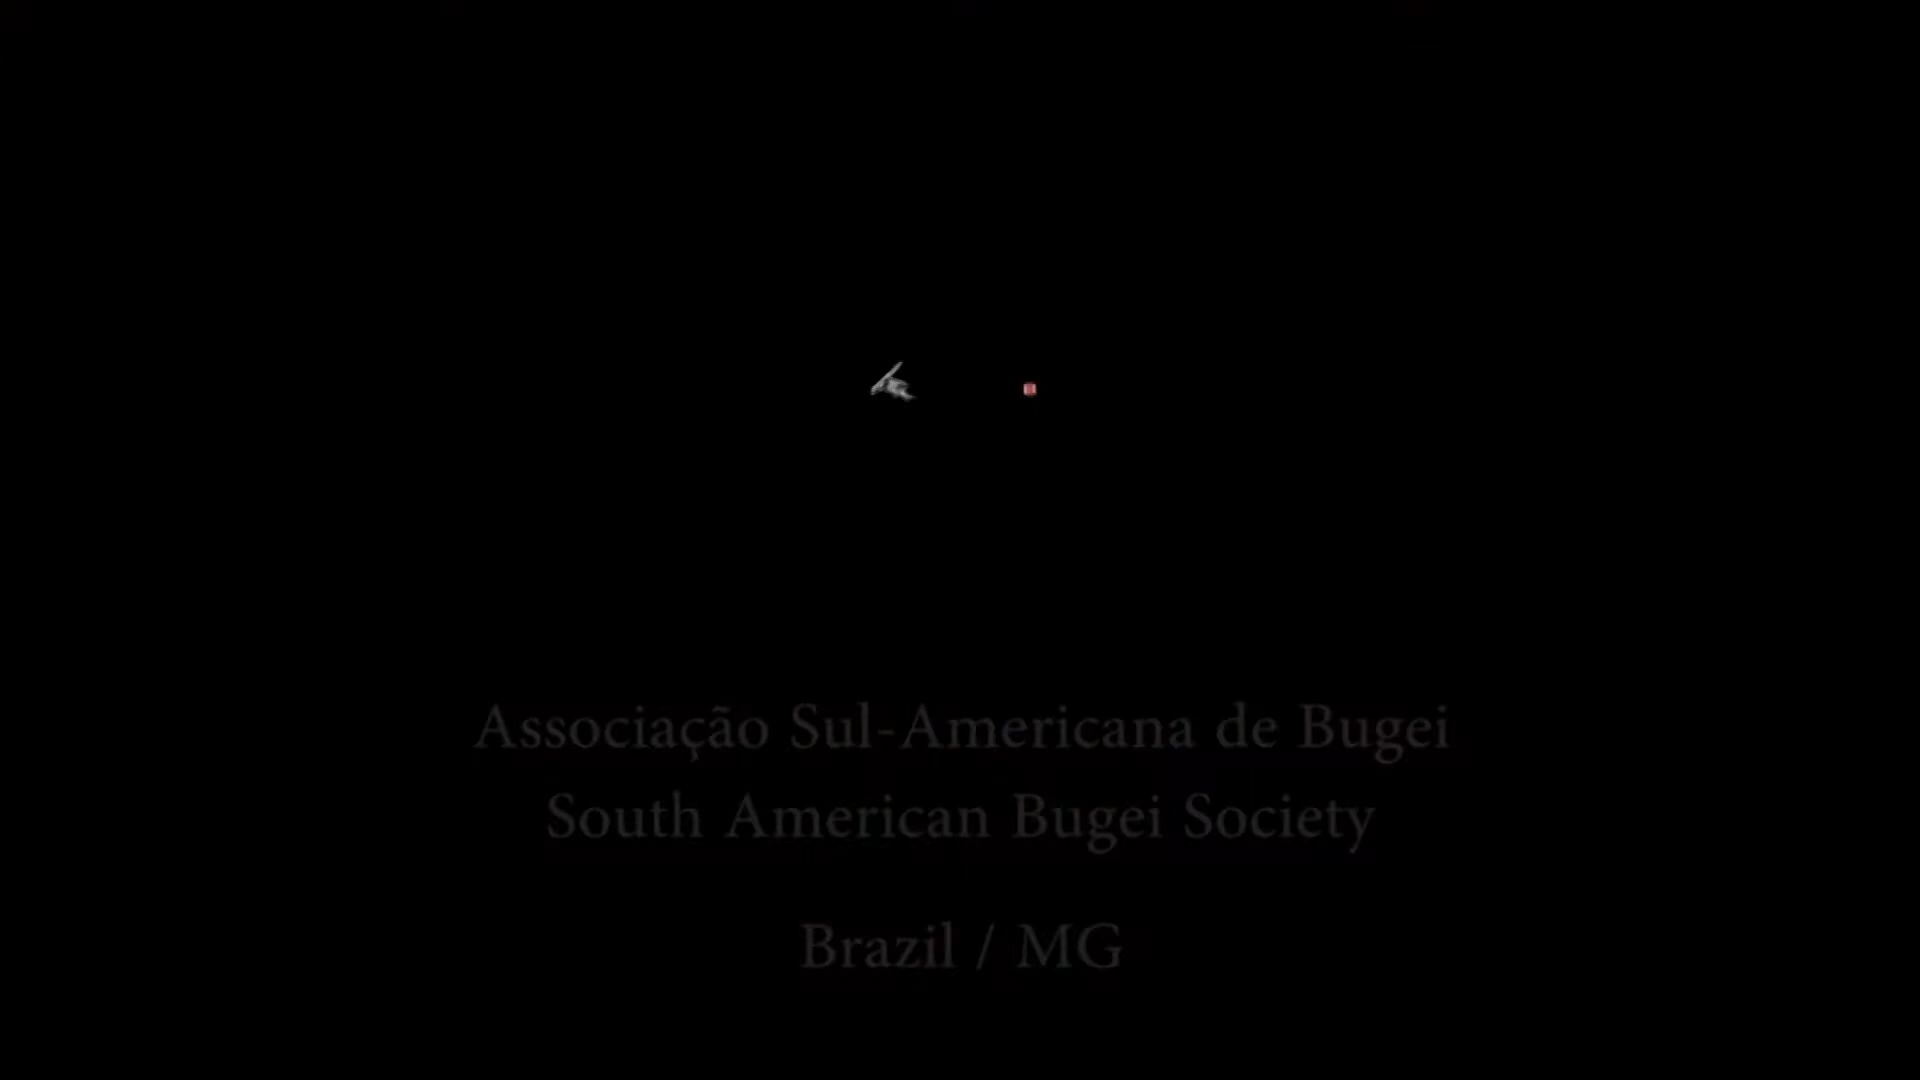 Associação Sul-Americana de Bugei
South American Bugei Society
Brazil / MG